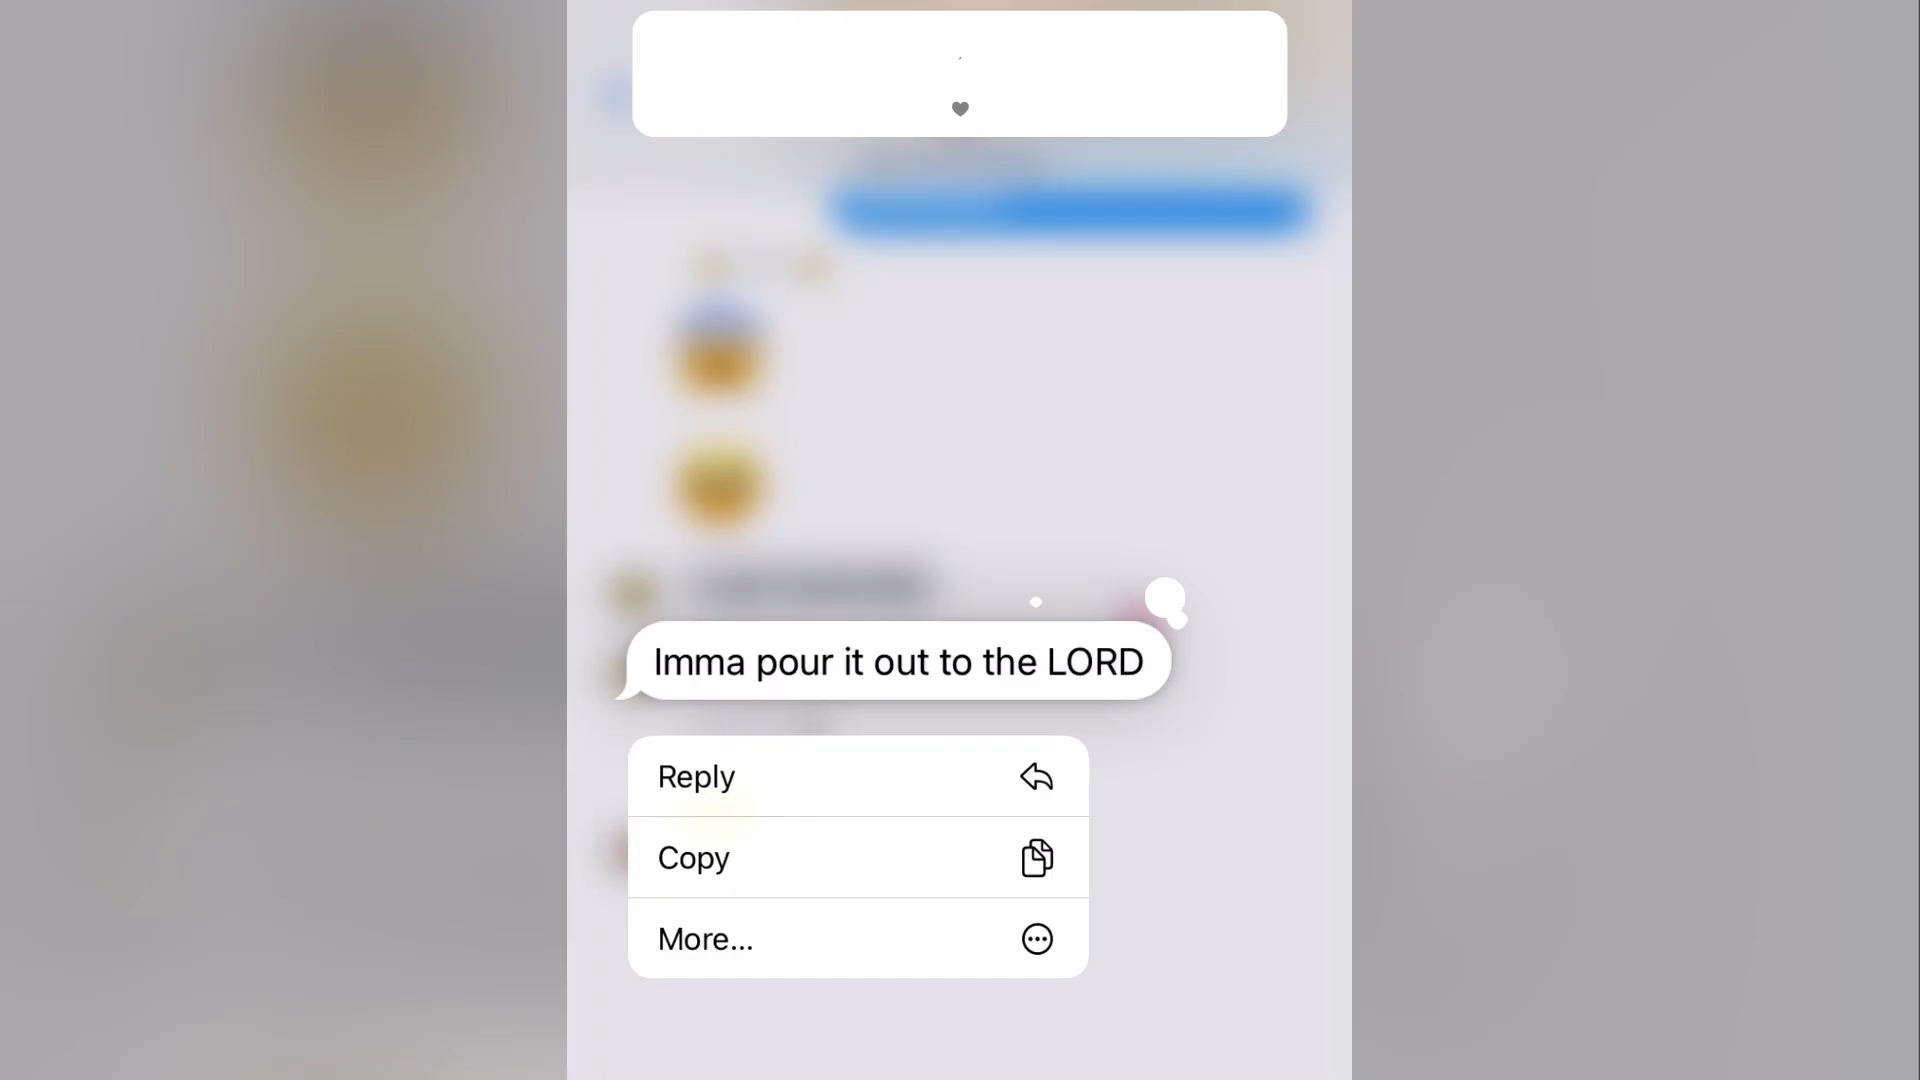 Imma pour it out to the LORD
Reply
Copy
More...